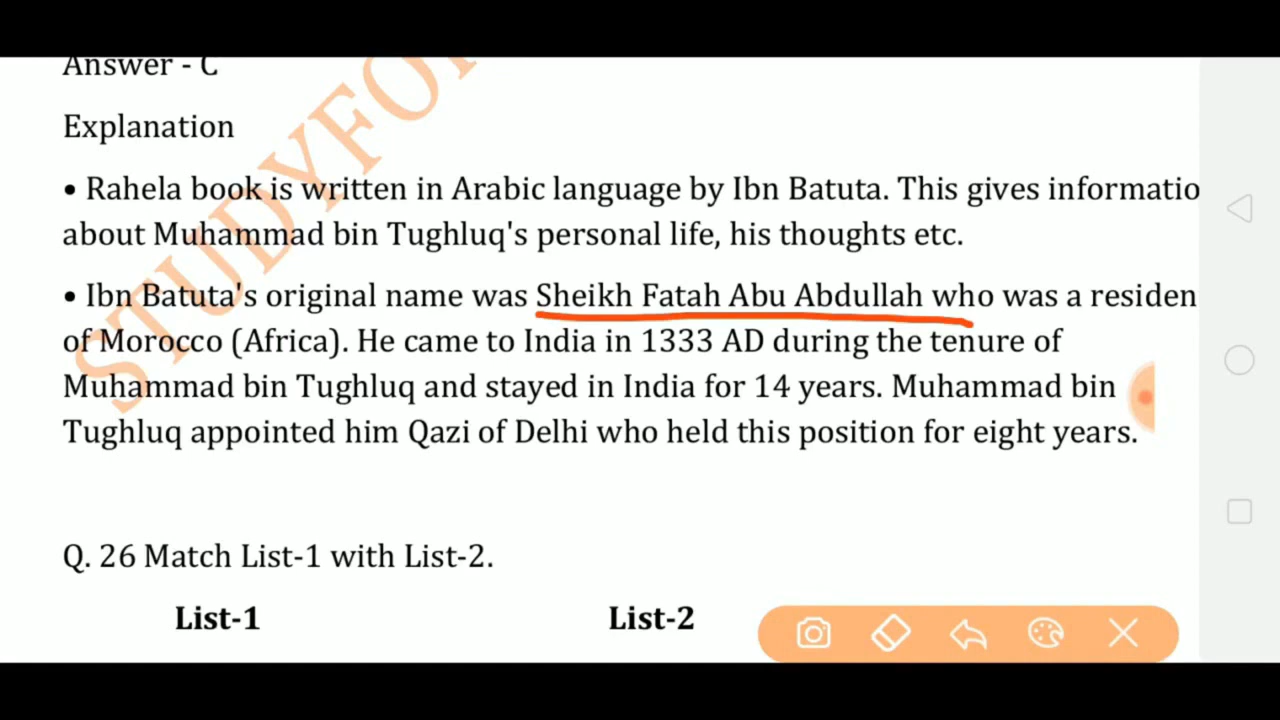 Answer - C
Explanation
• Rahela book is written in Arabic language by Ibn Batuta. This gives informatio
about Muhammad bin Tughluq's personal life, his thoughts etc.
• Ibn Batuta's original name was Sheikh Fatah Abu Abdullah who was a residen
of Morocco (Africa). He came to India in 1333 AD during the tenure of
Muhammad bin Tughluq and stayed in India for 14 years. Muhammad bin
Tughluq appointed him Qazi of Delhi who held this position for eight years.
Q. 26 Match List-1 with List-2.
List-1 List-2
STUDYFO